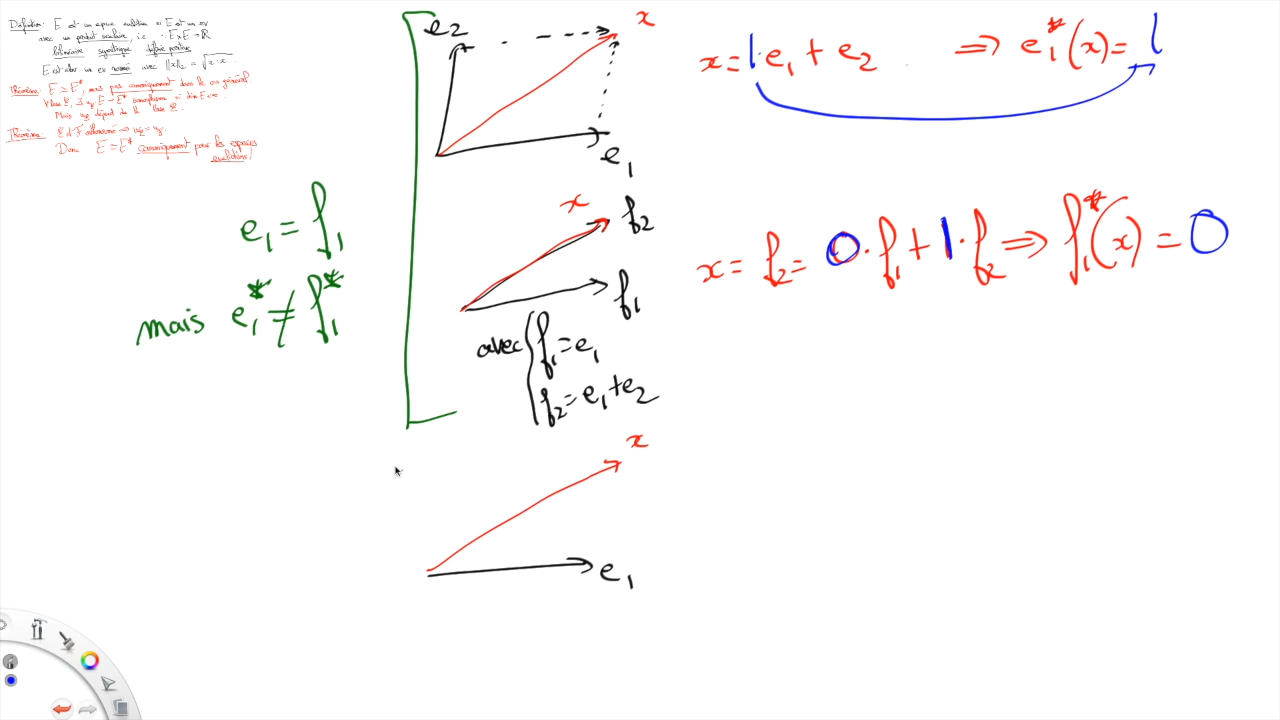 Définition: E est un espace euclidien si E est un ev
avec un produit scalaire, i.e. · : E×E→R
bilinéaire symétrique définie positive
E est alors un ev normé avec ||x||₂ = √x·x
Théorème E≃E*, mais pas canoniquement dans le cas général
E→E* isomorphisme si dim E<∞
Mais dépend de la base
Théorème orthonormé ⇒
Donc E≃E* canoniquement pour les espaces
euclidiens!
e₂
x
e₁
x = 1·e₁ + e₂ ⇒ e₁*(x) = 1
e₁ = f₁
mais e₁* ≠ f₁*
x
f₂
f₁
avec { f₁ = e₁
f₂ = e₁ + e₂
x = f₂ = 0·f₁ + 1·f₂ ⇒ f₁*(x) = 0
x
e₁